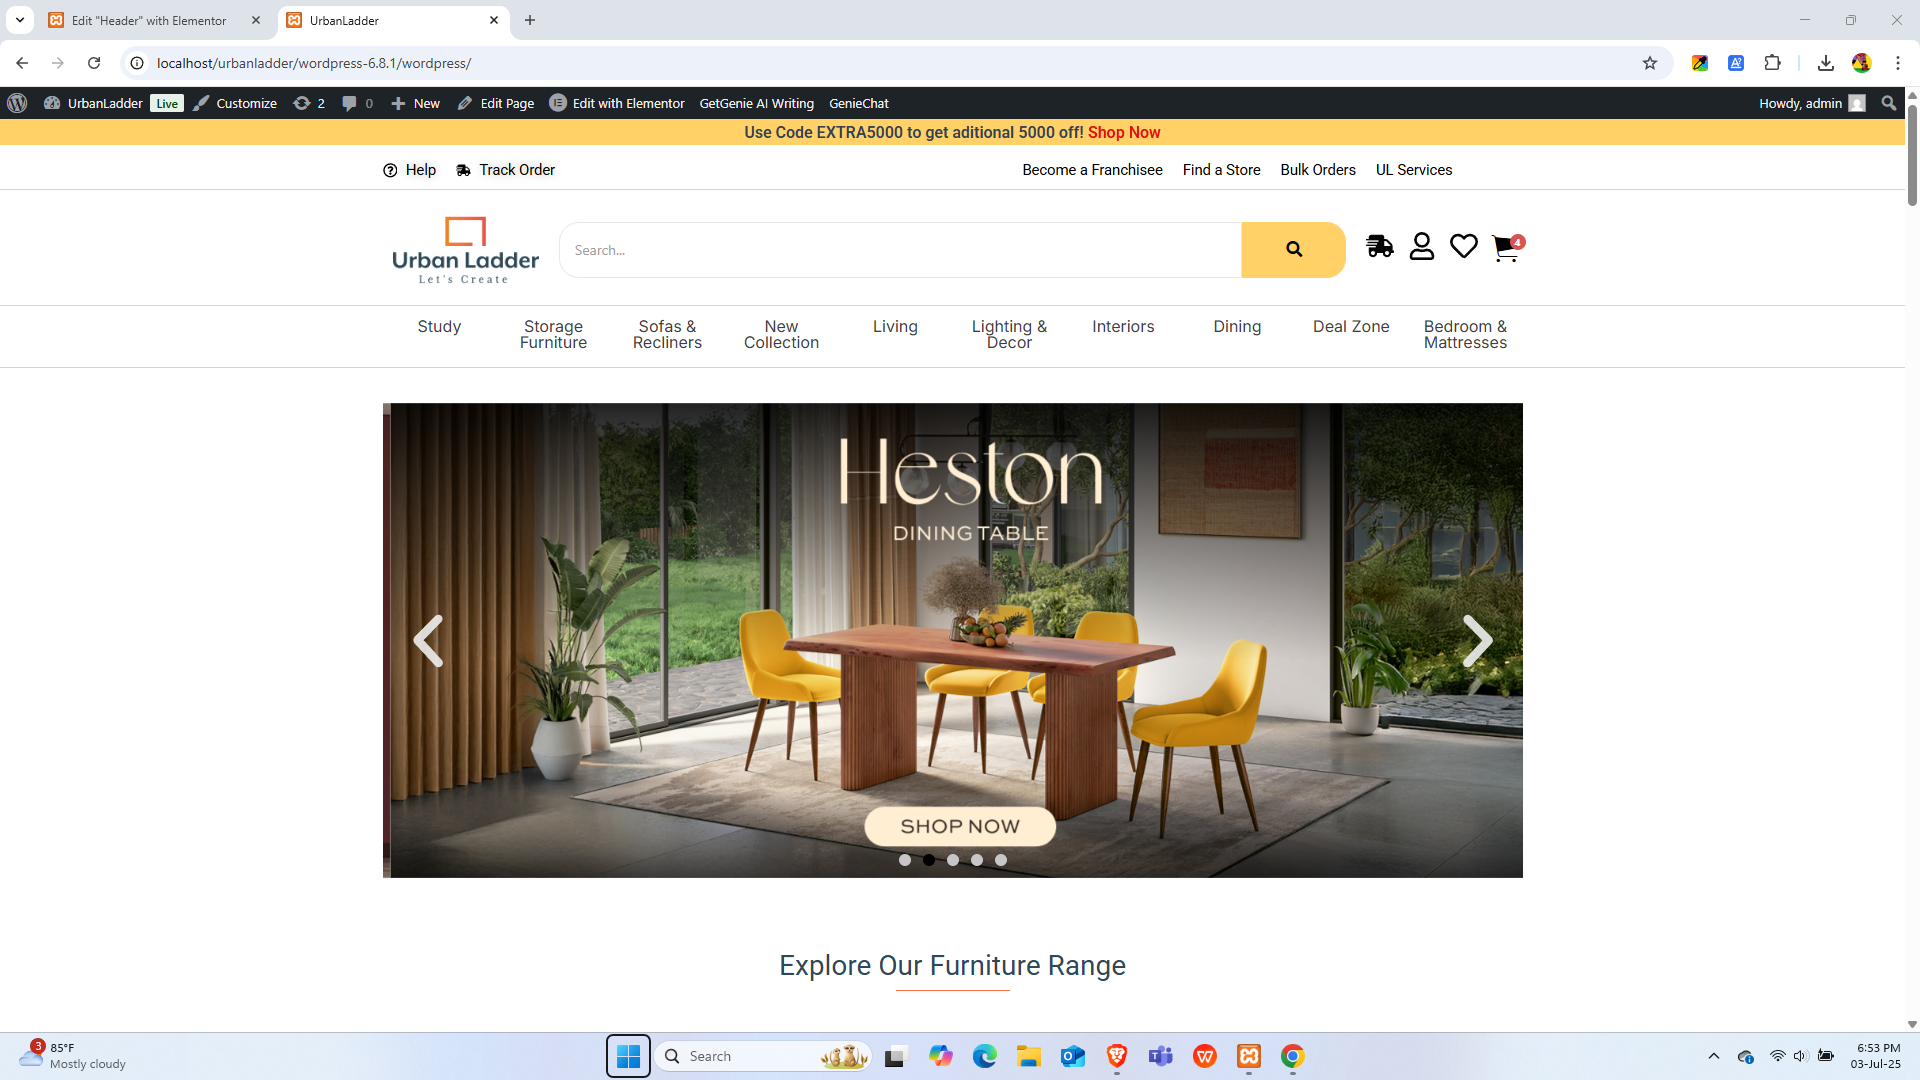 Edit "Header" with Elementor
UrbanLadder
localhost/urbanladder/wordpress-6.8.1/wordpress/
UrbanLadder Live Customize 2 0 New Edit Page Edit with Elementor GetGenie AI Writing GenieChat Howdy, admin
Use Code EXTRA5000 to get aditional 5000 off! Shop Now
Help Track Order Become a Franchisee Find a Store Bulk Orders UL Services
Urban Ladder
Let's Create
Search...
4
Study
Storage
Furniture
Sofas &
Recliners
New
Collection
Living
Lighting &
Decor
Interiors
Dining
Deal Zone
Bedroom &
Mattresses
Heston
DINING TABLE
SHOP NOW
Explore Our Furniture Range
3
85°F
Mostly cloudy
Search
6:53 PM
03-Jul-25